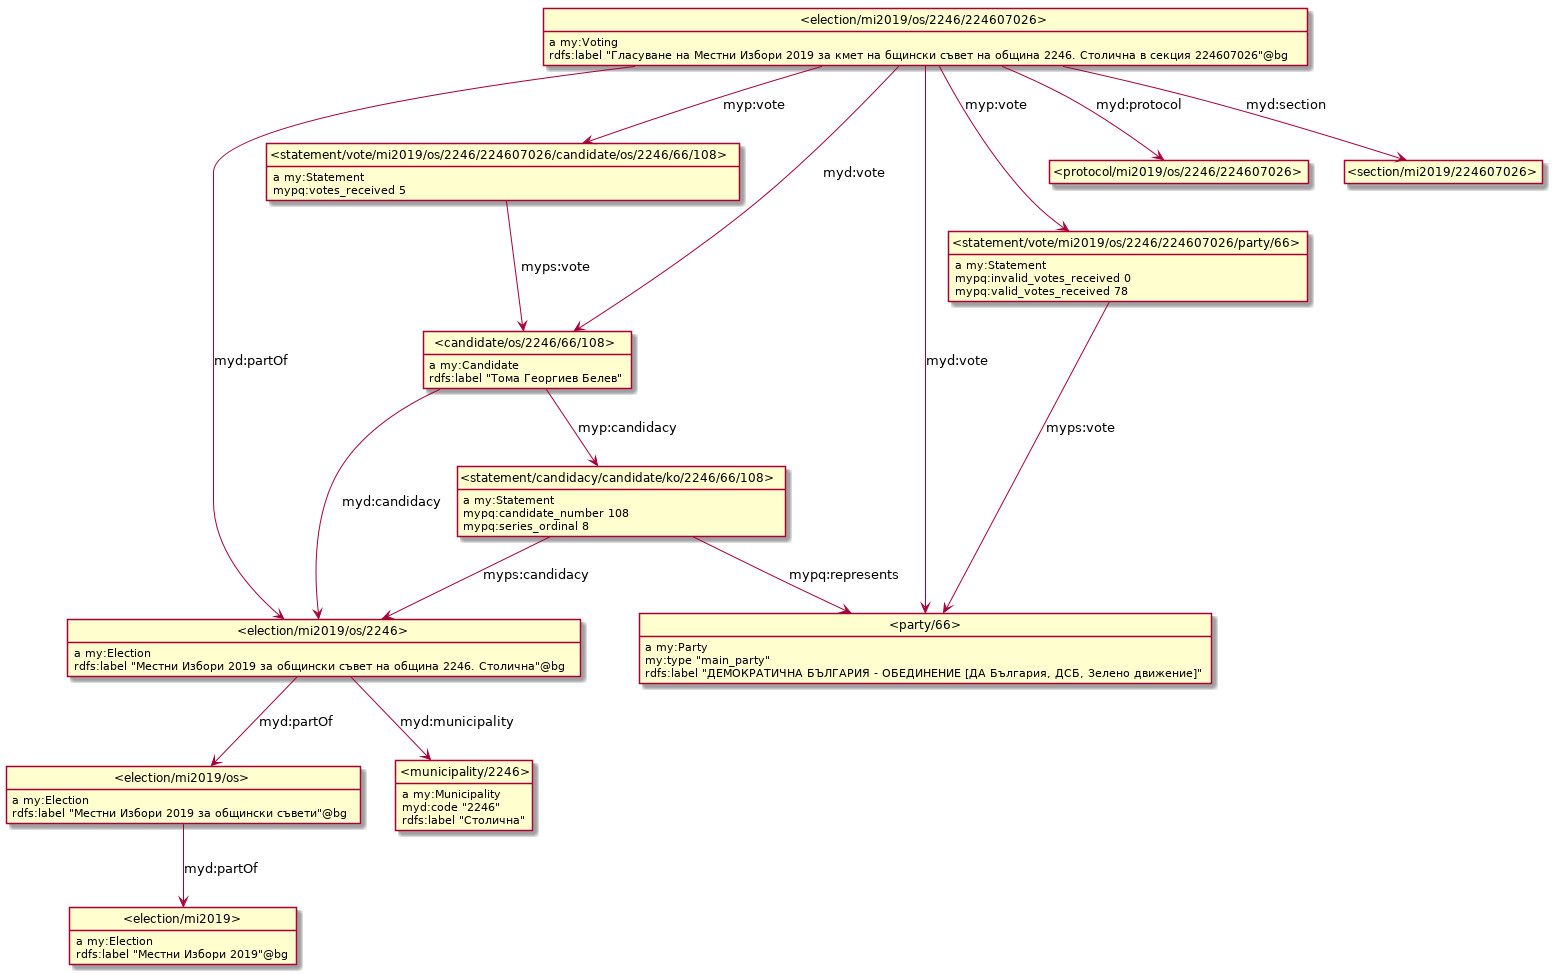 <election/mi2019/os/2246/224607026>
a my:Voting
rdfs:label "Гласуване на Местни Избори 2019 за кмет на бщински съвет на община 2246. Столична в секция 224607026"@bg
myp:vote
myp:vote
myd:protocol
myd:section
<statement/vote/mi2019/os/2246/224607026/candidate/os/2246/66/108>
a my:Statement
mypq:votes_received 5
myd:vote
<protocol/mi2019/os/2246/224607026>
<section/mi2019/224607026>
<statement/vote/mi2019/os/2246/224607026/party/66>
a my:Statement
mypq:invalid_votes_received 0
mypq:valid_votes_received 78
myps:vote
<candidate/os/2246/66/108>
a my:Candidate
rdfs:label "Тома Георгиев Белев"
myd:partOf
myd:vote
myp:candidacy
myps:vote
<statement/candidacy/candidate/ko/2246/66/108>
a my:Statement
mypq:candidate_number 108
mypq:series_ordinal 8
myd:candidacy
myps:candidacy
mypq:represents
<election/mi2019/os/2246>
a my:Election
rdfs:label "Местни Избори 2019 за общински съвет на община 2246. Столична"@bg
<party/66>
a my:Party
my:type "main_party"
rdfs:label "ДЕМОКРАТИЧНА БЪЛГАРИЯ - ОБЕДИНЕНИЕ [ДА България, ДСБ, Зелено движение]"
myd:partOf
myd:municipality
<election/mi2019/os>
a my:Election
rdfs:label "Местни Избори 2019 за общински съвети"@bg
<municipality/2246>
a my:Municipality
myd:code "2246"
rdfs:label "Столична"
myd:partOf
<election/mi2019>
a my:Election
rdfs:label "Местни Избори 2019"@bg